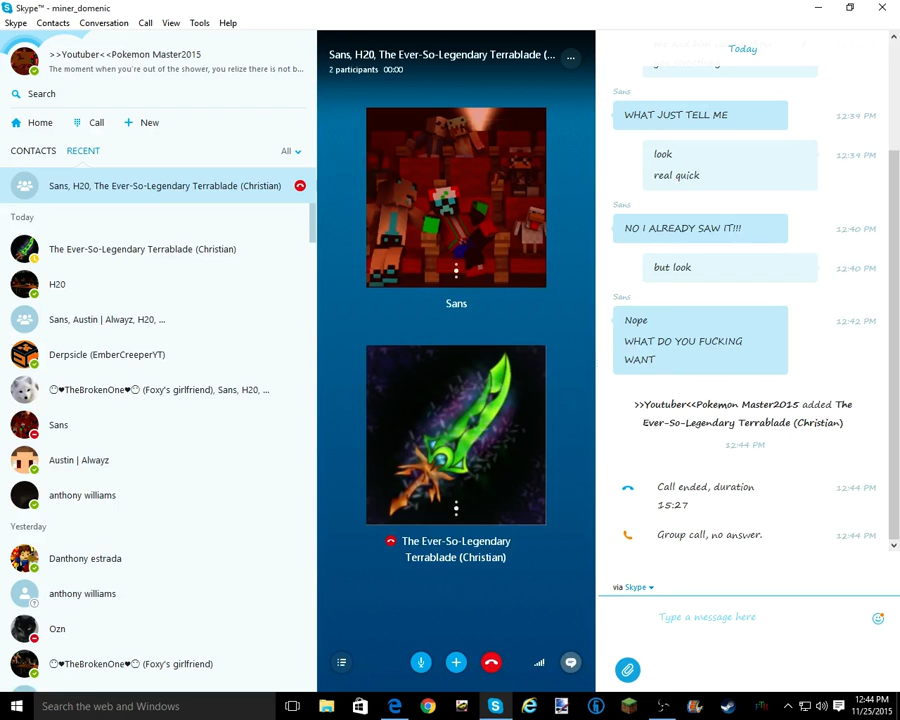 Skype™ - miner_domenic
Skype Contacts Conversation Call View Tools Help
>>Youtuber<<Pokemon Master2015
The moment when you're out of the shower, you relize there is not b...
Search
Home Call New
CONTACTS RECENT All
Sans, H20, The Ever-So-Legendary Terrablade (Christian)
Today
The Ever-So-Legendary Terrablade (Christian)
H20
Sans, Austin | Alwayz, H20, ...
Derpsicle (EmberCreeperYT)
☺♥TheBrokenOne♥☺ (Foxy's girlfriend), Sans, H20, ...
Sans
Austin | Alwayz
anthony williams
Yesterday
Danthony estrada
anthony williams
Ozn
☺♥TheBrokenOne♥☺ (Foxy's girlfriend)
Sans, H20, The Ever-So-Legendary Terrablade (...
2 participants 00:00
Sans
The Ever-So-Legendary
Terrablade (Christian)
Today
Sans
WHAT JUST TELL ME 12:39 PM
look 12:39 PM
real quick
Sans
NO I ALREADY SAW IT!!! 12:40 PM
but look 12:40 PM
Sans
Nope 12:42 PM
WHAT DO YOU FUCKING
WANT
>>Youtuber<<Pokemon Master2015 added The
Ever-So-Legendary Terrablade (Christian)
12:44 PM
Call ended, duration 12:44 PM
15:27
Group call, no answer. 12:44 PM
via Skype
Type a message here
Search the web and Windows
12:44 PM
11/25/2015